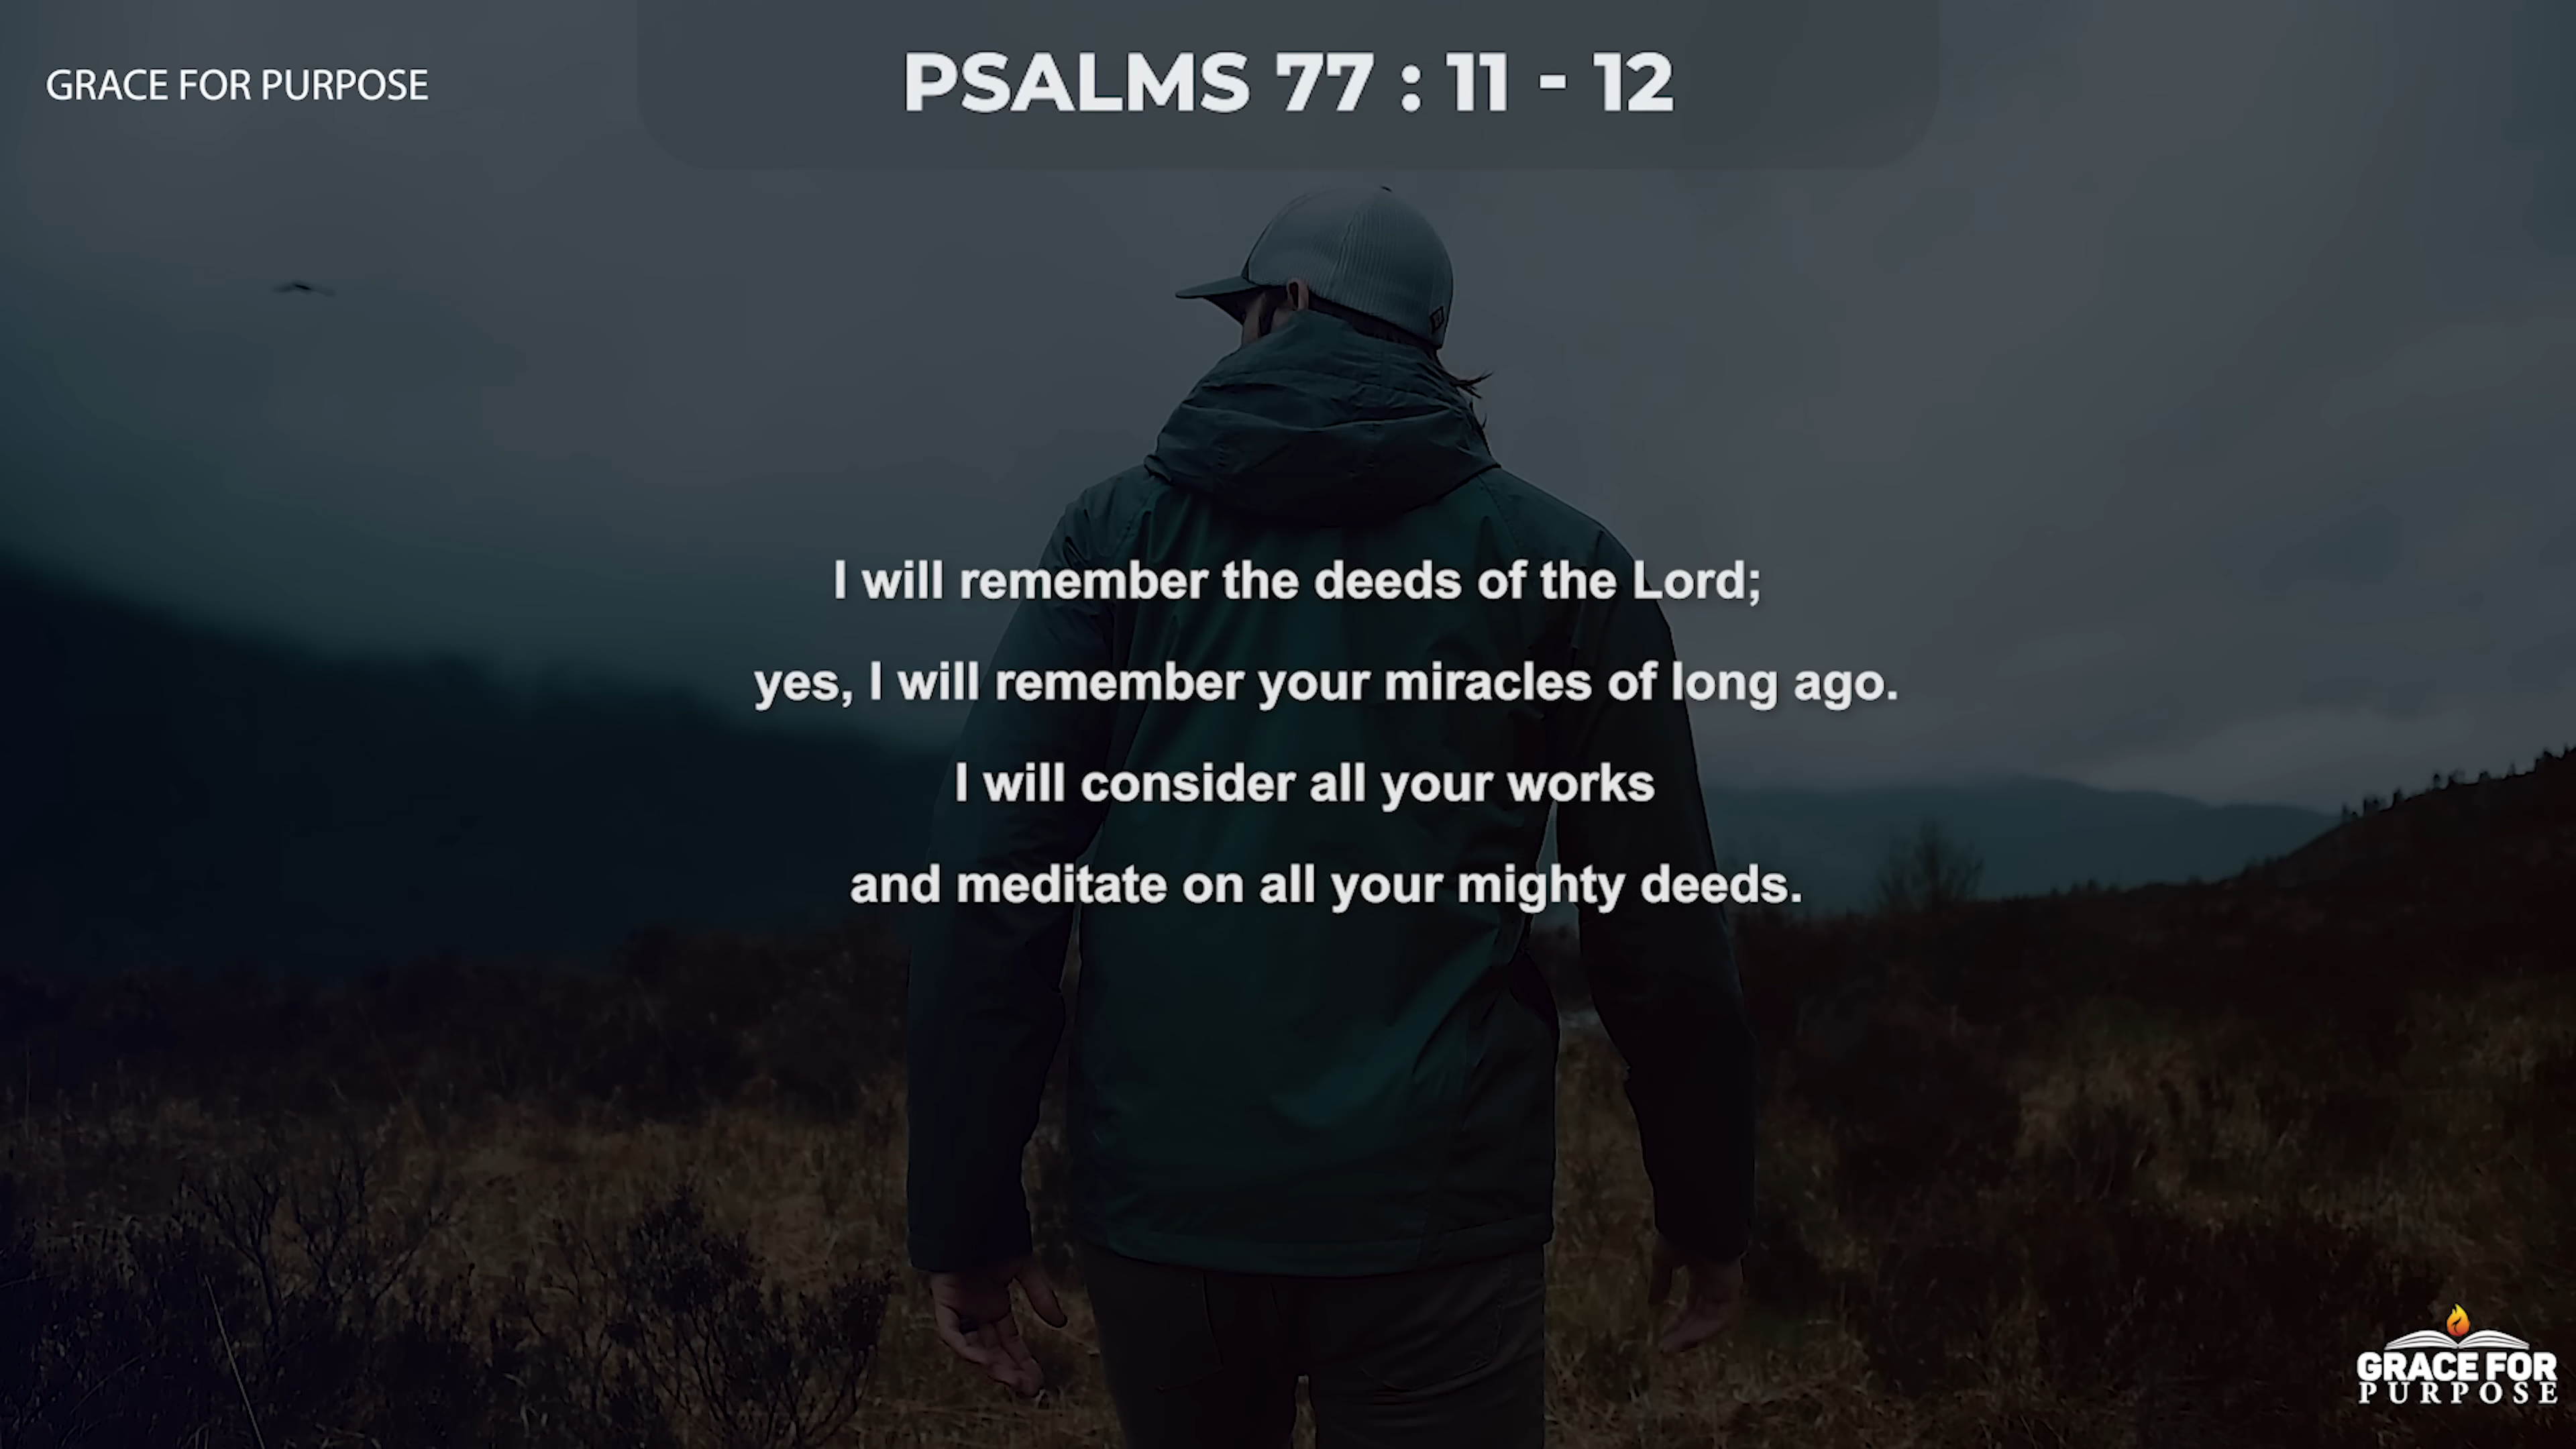 GRACE FOR PURPOSE
PSALMS 77 : 11 - 12
I will remember the deeds of the Lord;
yes, I will remember your miracles of long ago.
I will consider all your works
and meditate on all your mighty deeds.
GRACE FOR
PURPOSE